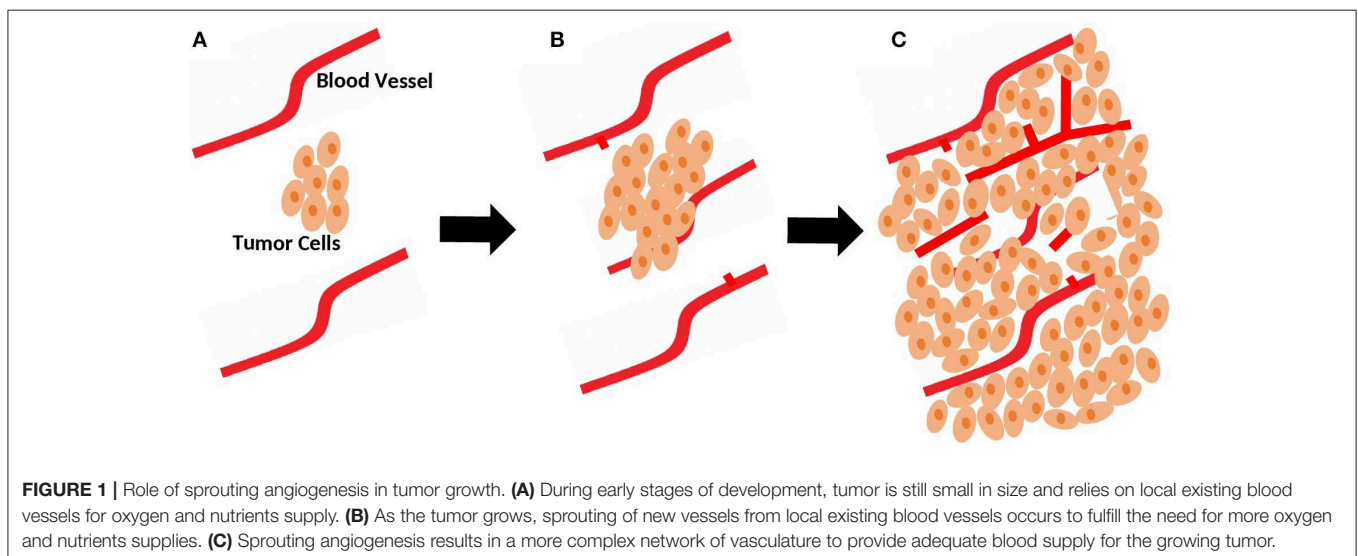 A
B
C
Blood Vessel
Tumor Cells
FIGURE 1 | Role of sprouting angiogenesis in tumor growth. (A) During early stages of development, tumor is still small in size and relies on local existing blood
vessels for oxygen and nutrients supply. (B) As the tumor grows, sprouting of new vessels from local existing blood vessels occurs to fulfill the need for more oxygen
and nutrients supplies. (C) Sprouting angiogenesis results in a more complex network of vasculature to provide adequate blood supply for the growing tumor.